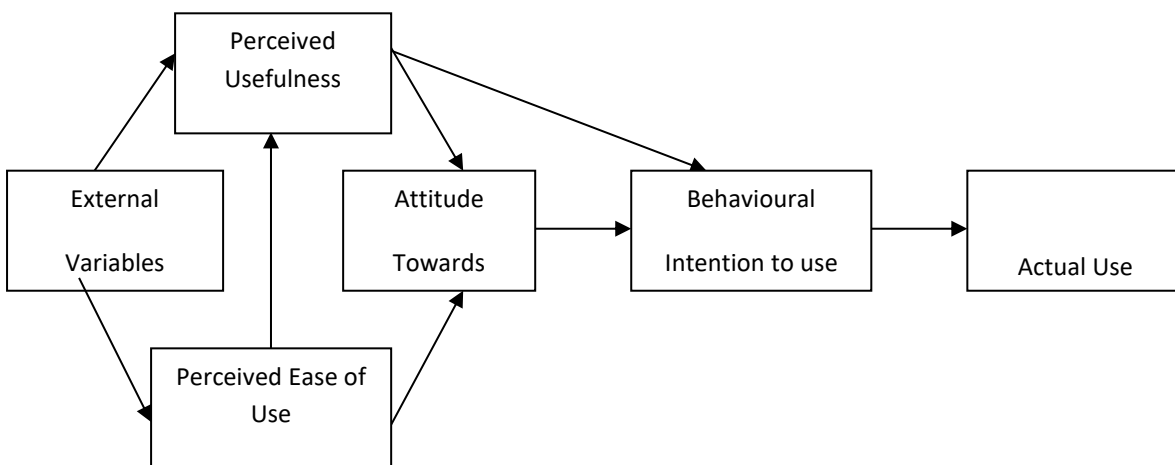 Perceived
Usefulness
External
Variables
Attitude
Towards
Behavioural
Intention to use
Actual Use
Perceived Ease of
Use